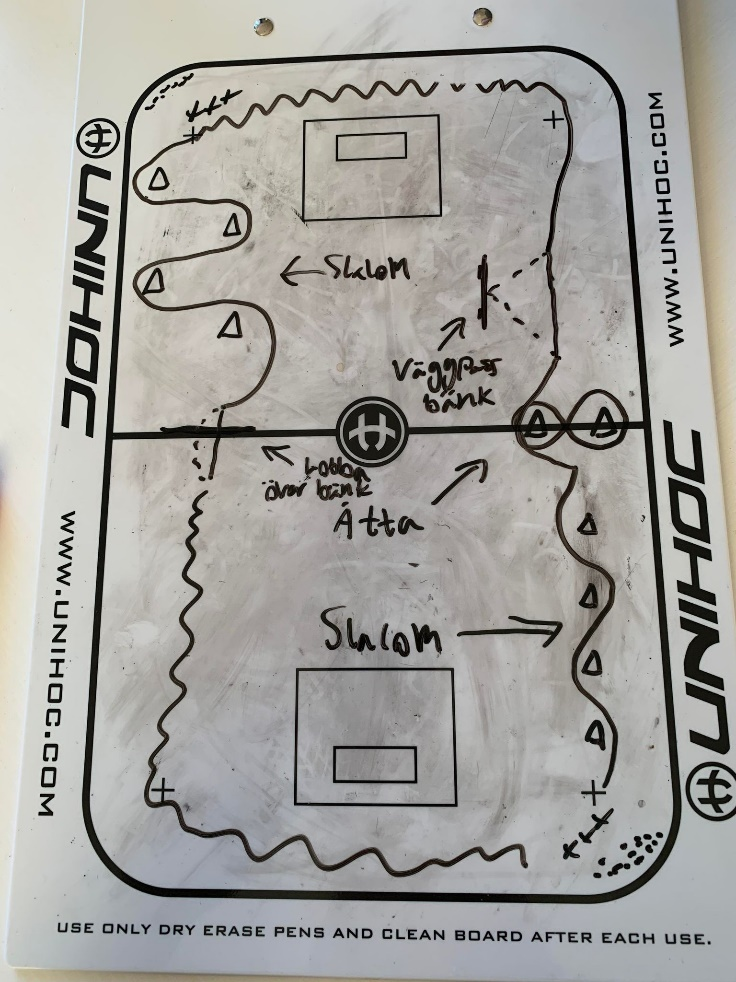 UNIHOC
WWW.UNIHOC.COM
← Slalom
Väggpass
bänk
över bänk
Åtta
Slalom →
WWW.UNIHOC.COM
UNIHOC
USE ONLY DRY ERASE PENS AND CLEAN BOARD AFTER EACH USE.